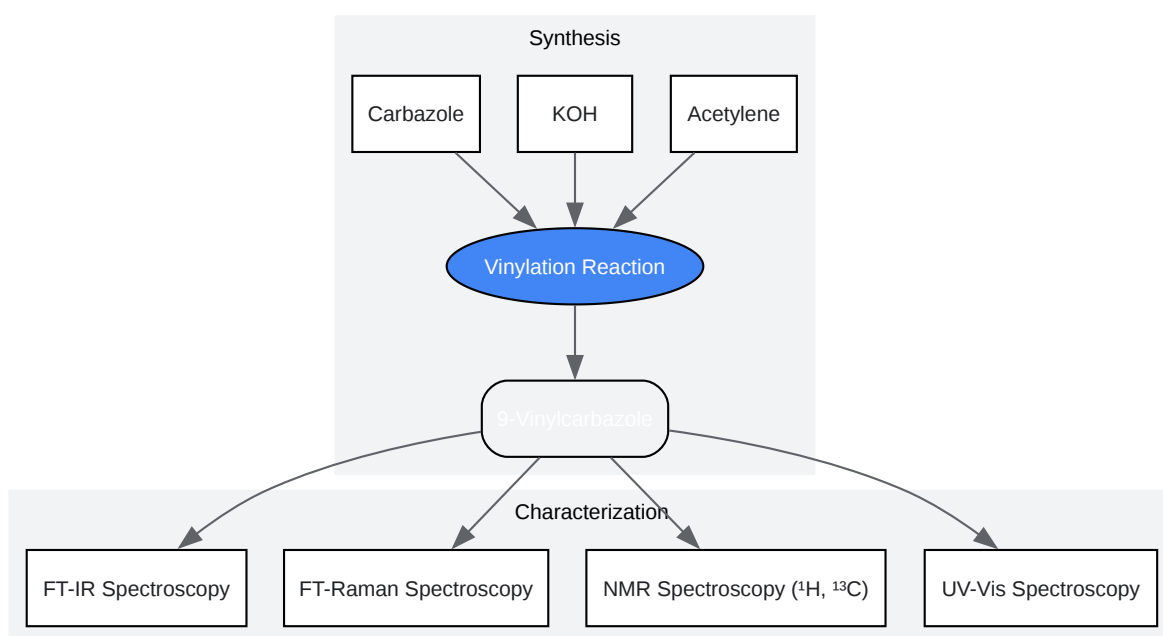 Synthesis
Carbazole
KOH
Acetylene
Vinylation Reaction
9-Vinylcarbazole
Characterization
FT-IR Spectroscopy
FT-Raman Spectroscopy
NMR Spectroscopy (¹H, ¹³C)
UV-Vis Spectroscopy